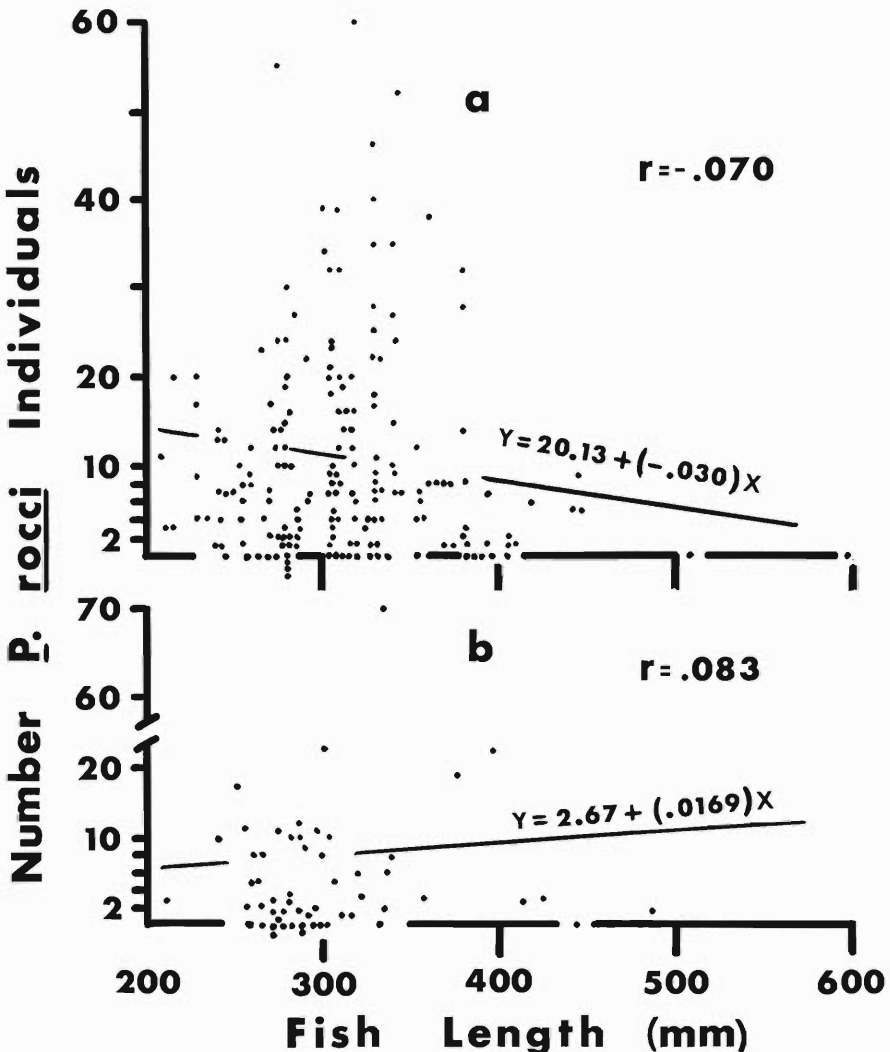 60
a
r=-.070
40
20
Y=20.13+(-.030)X
10
2
Number P. rocci Individuals
70
b
r=.083
60
20
Y=2.67+(.0169)X
10
2
200 300 400 500 600
Fish Length (mm)